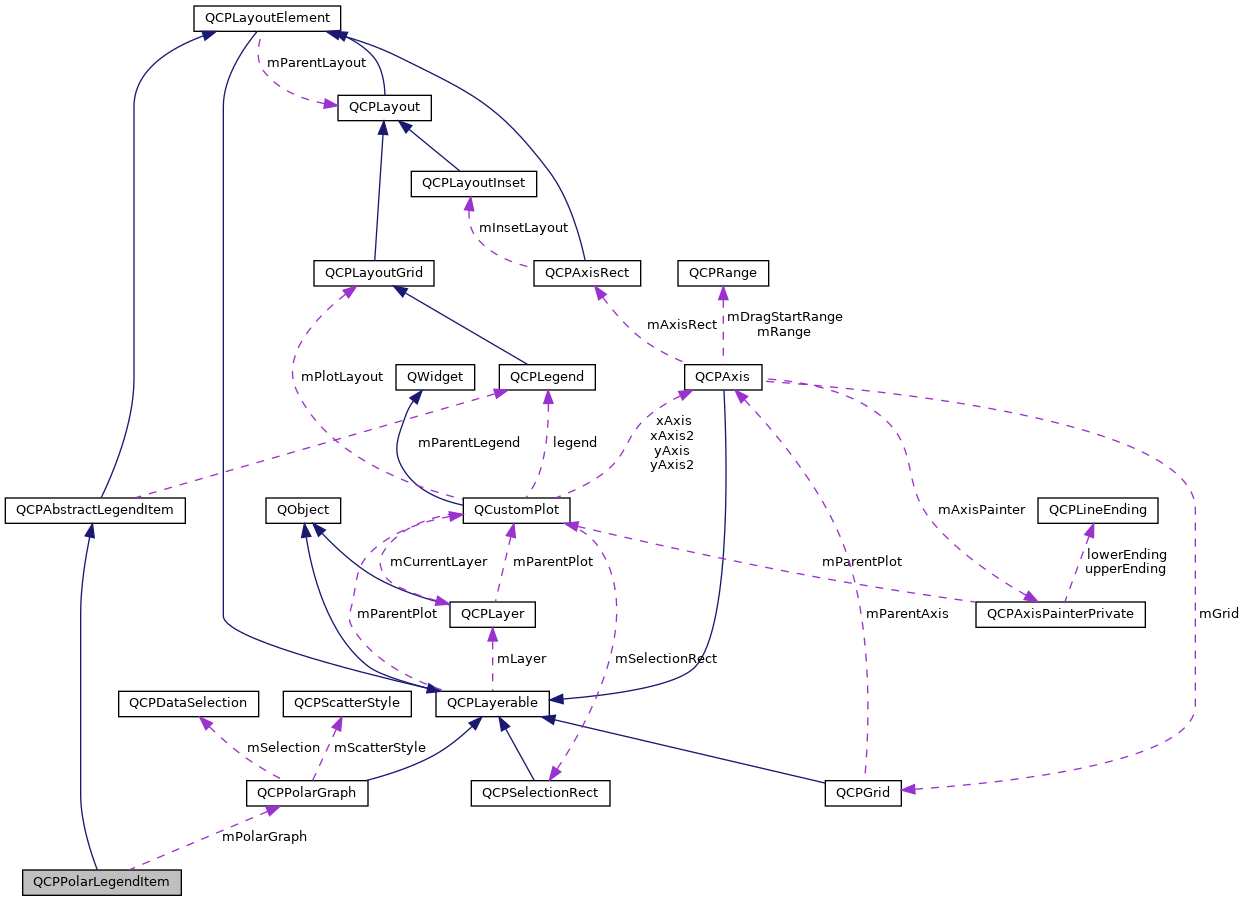 QCPLayoutElement
mParentLayout
QCPLayout
QCPLayoutInset
mInsetLayout
QCPLayoutGrid
QCPAxisRect
QCPRange
mAxisRect
mDragStartRange
mRange
mPlotLayout
QWidget
QCPLegend
QCPAxis
mParentLegend
legend
xAxis
xAxis2
yAxis
yAxis2
QCPAbstractLegendItem
QObject
QCustomPlot
mAxisPainter
QCPLineEnding
mCurrentLayer
mParentPlot
mParentPlot
lowerEnding
upperEnding
mParentPlot
QCPLayer
mParentAxis
QCPAxisPainterPrivate
mGrid
mLayer
mSelectionRect
QCPDataSelection
QCPScatterStyle
QCPLayerable
mSelection
mScatterStyle
QCPPolarGraph
QCPSelectionRect
QCPGrid
mPolarGraph
QCPPolarLegendItem